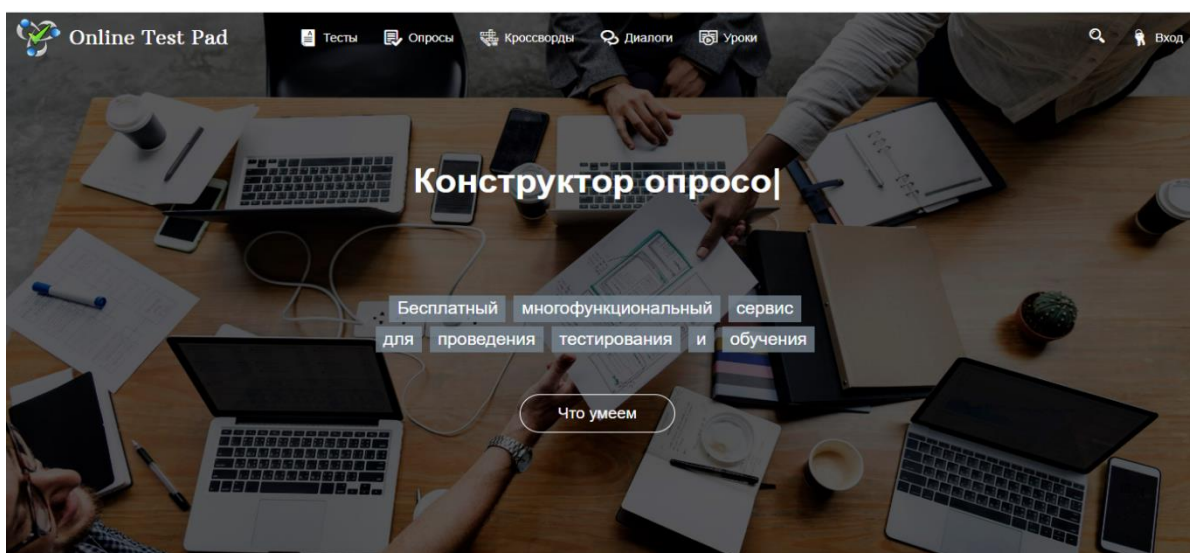 Online Test Pad Тесты Опросы Кроссворды Диалоги Уроки Вход
Конструктор опросо|
Бесплатный многофункциональный сервис
для проведения тестирования и обучения
Что умеем